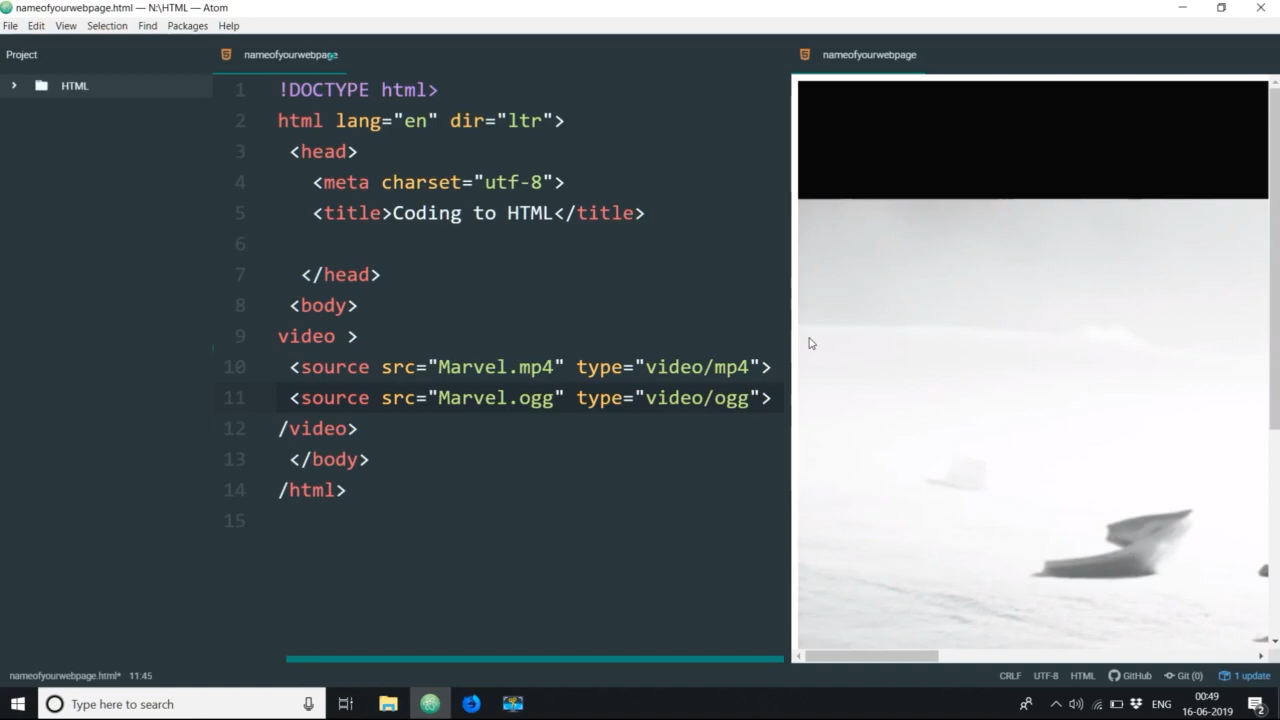 nameofyourwebpage.html — N:\HTML — Atom
File Edit View Selection Find Packages Help
Project
HTML
nameofyourwebpage
nameofyourwebpage
1 !DOCTYPE html>
2 html lang="en" dir="ltr">
3 <head>
4 <meta charset="utf-8">
5 <title>Coding to HTML</title>
6
7 </head>
8 <body>
9 video >
10 <source src="Marvel.mp4" type="video/mp4">
11 <source src="Marvel.ogg" type="video/ogg">
12 /video>
13 </body>
14 /html>
15
nameofyourwebpage.html* 11:45
CRLF UTF-8 HTML GitHub Git (0) 1 update
Type here to search
ENG
00:49
16-06-2019
2